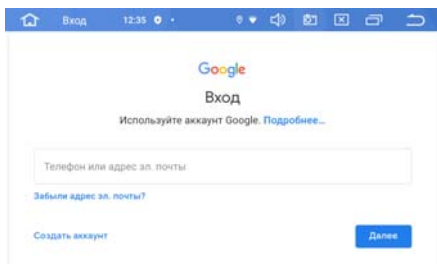 Вход 12:35
Google
Вход
Используйте аккаунт Google. Подробнее...
Телефон или адрес эл. почты
Забыли адрес эл. почты?
Создать аккаунт
Далее